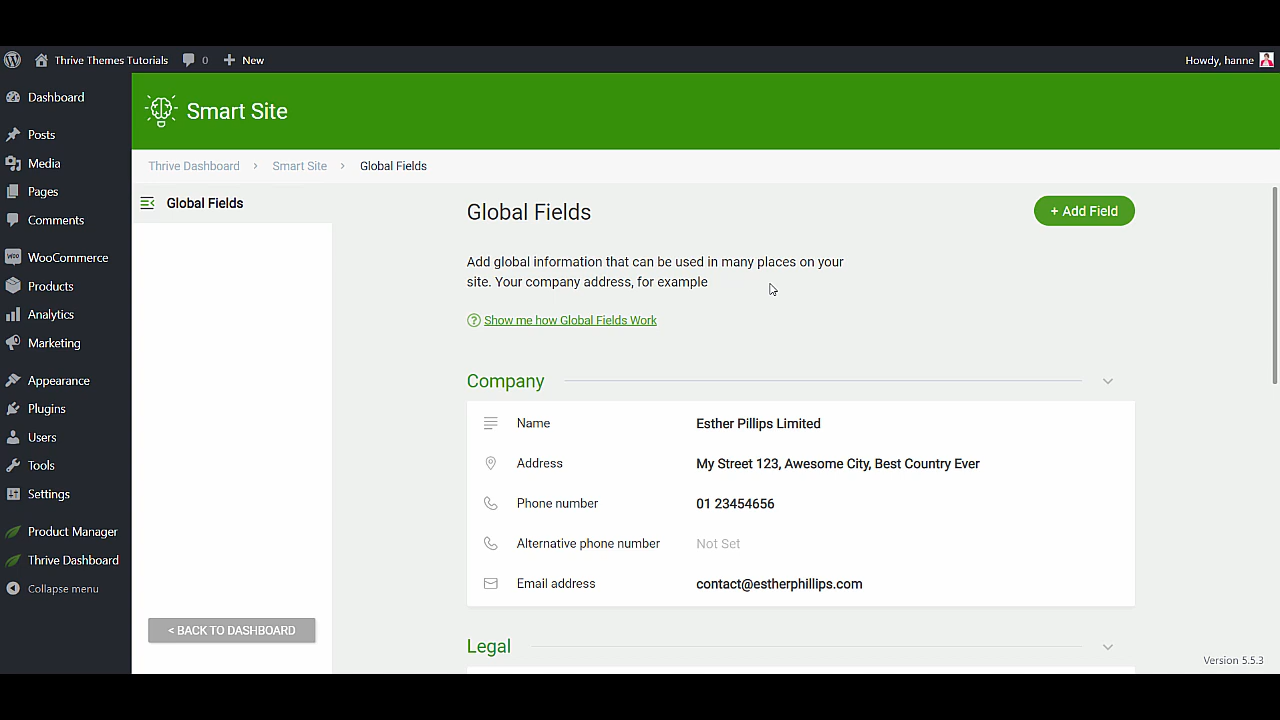 Thrive Themes Tutorials 0 New Howdy, hanne
Dashboard
Posts
Media
Pages
Comments
WooCommerce
Products
Analytics
Marketing
Appearance
Plugins
Users
Tools
Settings
Product Manager
Thrive Dashboard
Collapse menu
Smart Site
Thrive Dashboard > Smart Site > Global Fields
Global Fields
< BACK TO DASHBOARD
Global Fields
+ Add Field
Add global information that can be used in many places on your
site. Your company address, for example
? Show me how Global Fields Work
Company
Name Esther Pillips Limited
Address My Street 123, Awesome City, Best Country Ever
Phone number 01 23454656
Alternative phone number Not Set
Email address contact@estherphillips.com
Legal
Version 5.5.3